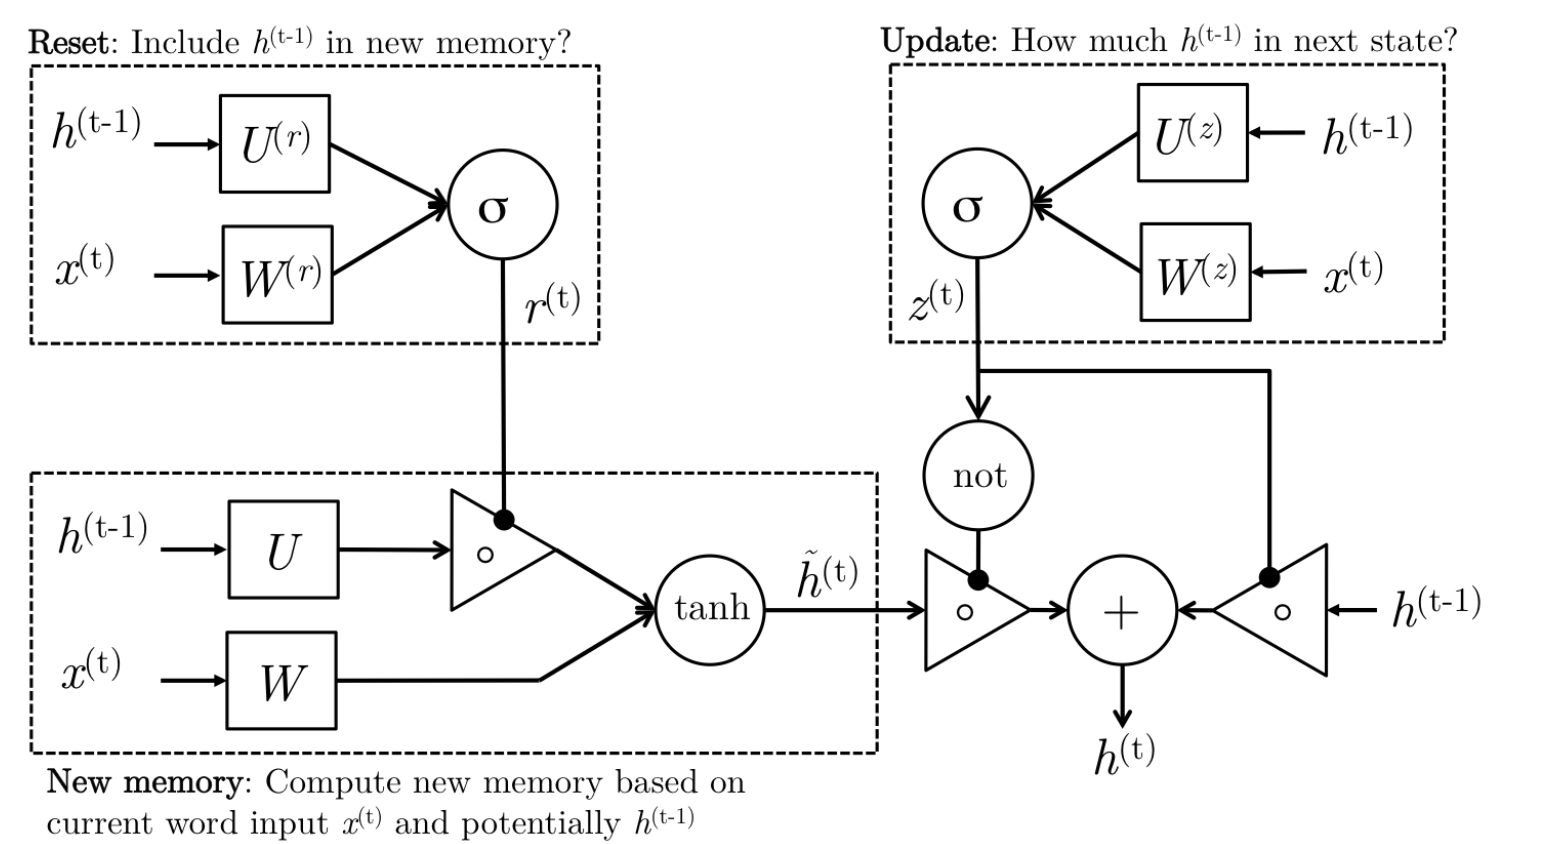 Reset: Include h^(t-1) in new memory?
h^(t-1)
U^(r)
σ
x^(t)
W^(r)
r^(t)
Update: How much h^(t-1) in next state?
U^(z)
h^(t-1)
σ
W^(z)
x^(t)
z^(t)
not
h^(t-1)
U
∘
x^(t)
W
tanh
h̃^(t)
∘
+
∘
h^(t-1)
h^(t)
New memory: Compute new memory based on
current word input x^(t) and potentially h^(t-1)